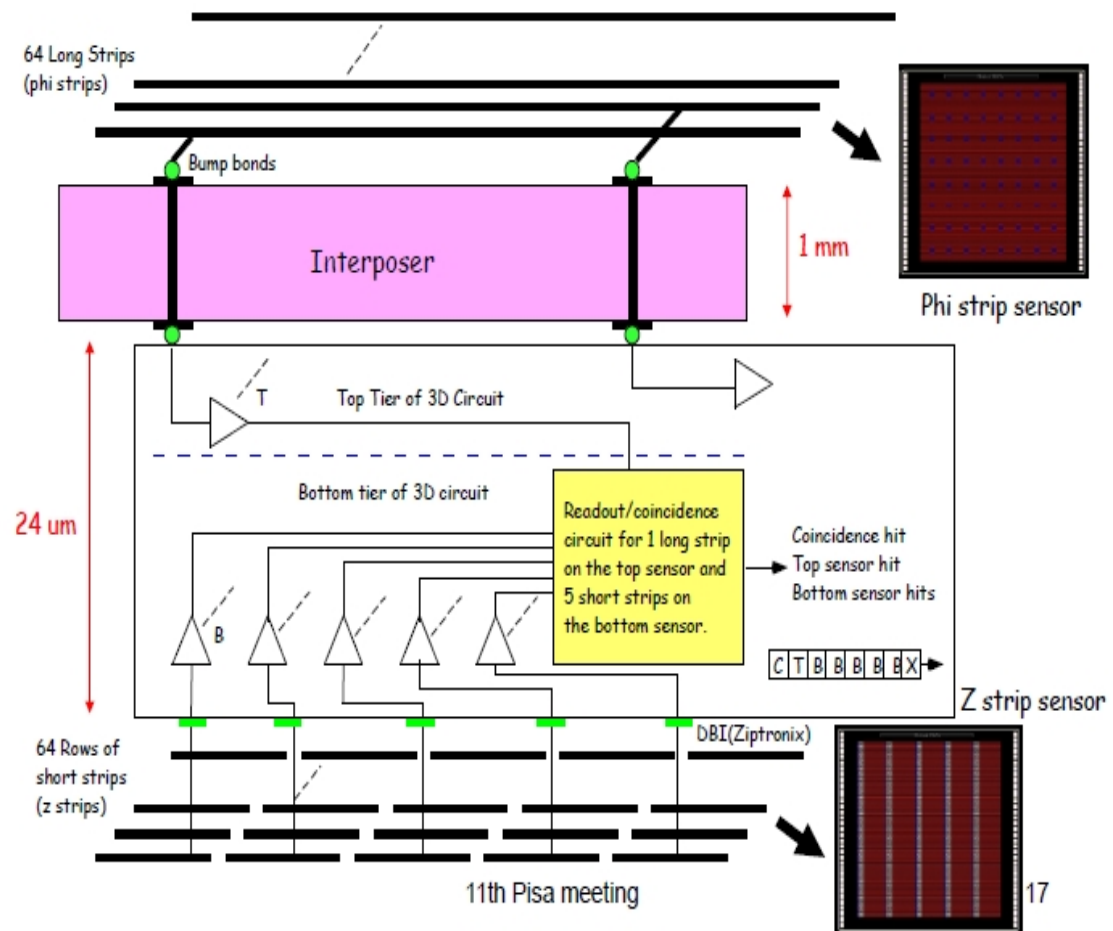 64 Long Strips
(phi strips)
Bump bonds
Interposer
1 mm
Phi strip sensor
T
Top Tier of 3D Circuit
Bottom tier of 3D circuit
24 um
Readout/coincidence
circuit for 1 long strip
on the top sensor and
5 short strips on
the bottom sensor.
Coincidence hit
Top sensor hit
Bottom sensor hits
B
C T B B B B B X
Z strip sensor
DBI(Ziptronix)
64 Rows of
short strips
(z strips)
11th Pisa meeting
17